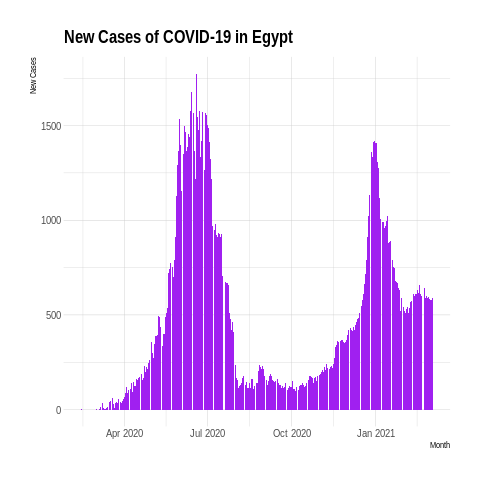 New Cases of COVID-19 in Egypt
New Cases
1500
1000
500
0
Apr 2020 Jul 2020 Oct 2020 Jan 2021
Month